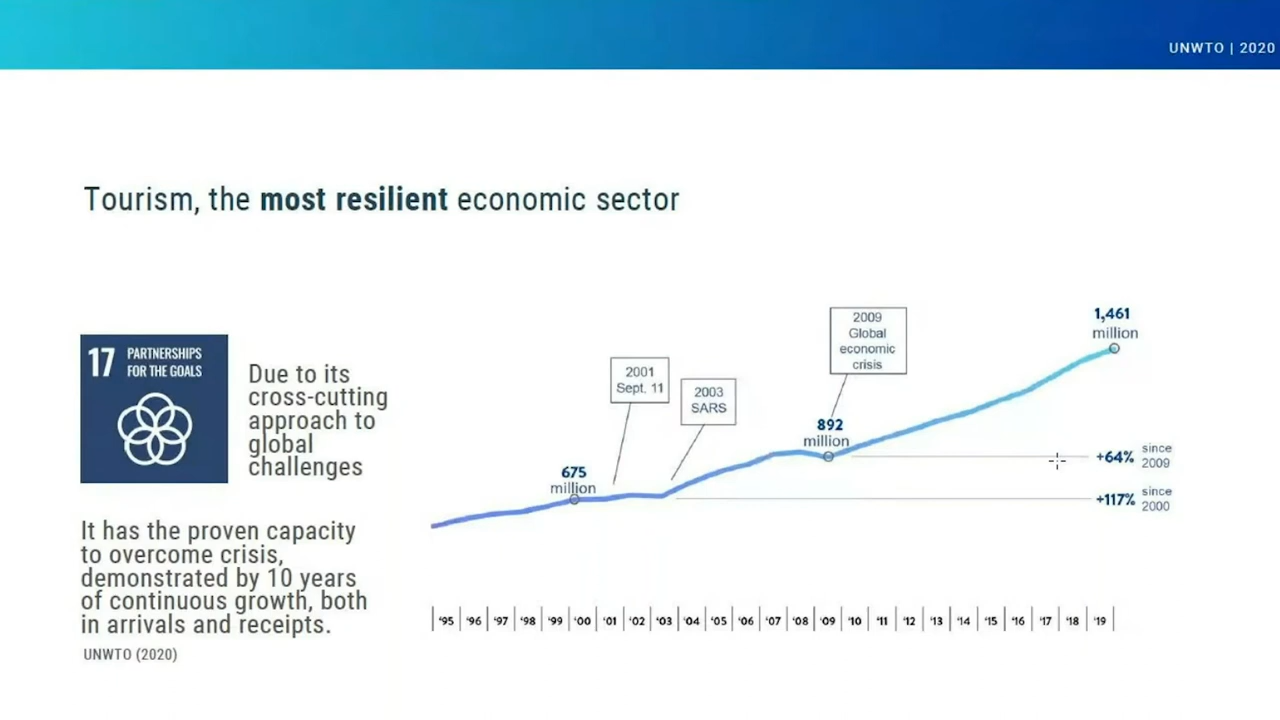 UNWTO | 2020
Tourism, the most resilient economic sector
17 PARTNERSHIPS
FOR THE GOALS
Due to its
cross-cutting
approach to
global
challenges
It has the proven capacity
to overcome crisis,
demonstrated by 10 years
of continuous growth, both
in arrivals and receipts.
UNWTO (2020)
675
million
2001
Sept. 11
2003
SARS
2009
Global
economic
crisis
892
million
1,461
million
+64% since
2009
+117% since
2000
'95 '96 '97 '98 '99 '00 '01 '02 '03 '04 '05 '06 '07 '08 '09 '10 '11 '12 '13 '14 '15 '16 '17 '18 '19